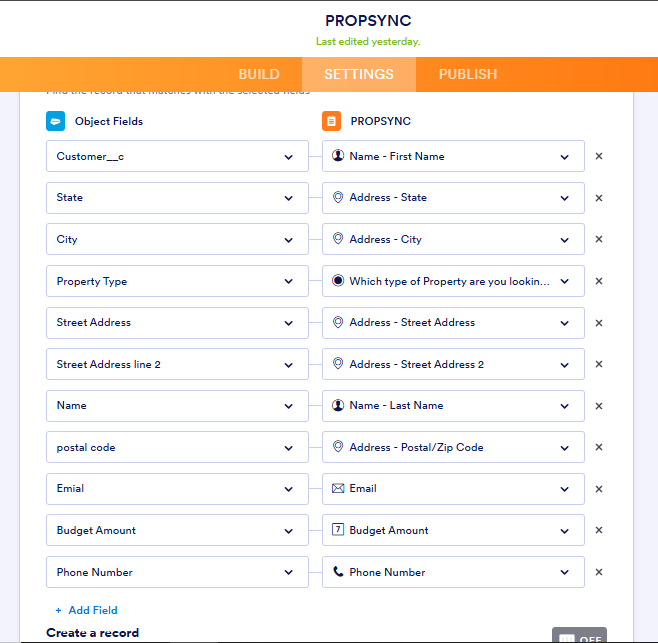 PROPSYNC
Last edited yesterday.
BUILD SETTINGS PUBLISH
Find the record that matches with the selected fields
Object Fields PROPSYNC
Customer__c Name - First Name
State Address - State
City Address - City
Property Type Which type of Property are you lookin...
Street Address Address - Street Address
Street Address line 2 Address - Street Address 2
Name Name - Last Name
postal code Address - Postal/Zip Code
Emial Email
Budget Amount 7 Budget Amount
Phone Number Phone Number
+ Add Field
Create a record OFF